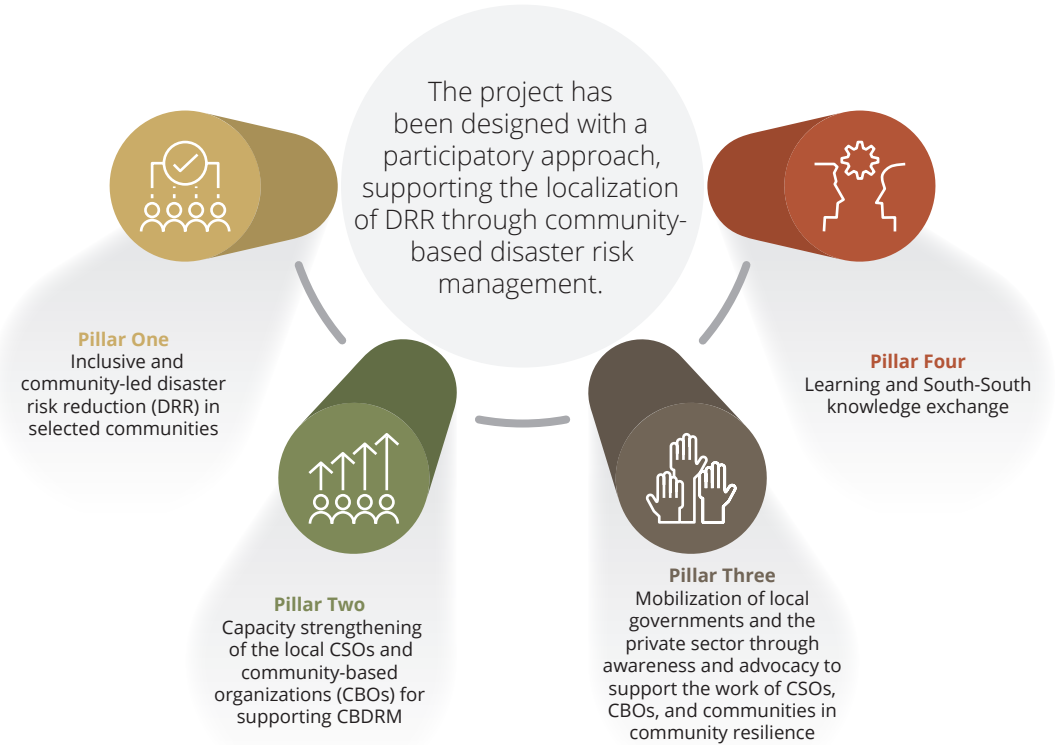 The project has
been designed with a
participatory approach,
supporting the localization
of DRR through community-
based disaster risk
management.
Pillar One
Inclusive and
community-led disaster
risk reduction (DRR) in
selected communities
Pillar Two
Capacity strengthening
of the local CSOs and
community-based
organizations (CBOs) for
supporting CBDRM
Pillar Three
Mobilization of local
governments and the
private sector through
awareness and advocacy to
support the work of CSOs,
CBOs, and communities in
community resilience
Pillar Four
Learning and South-South
knowledge exchange